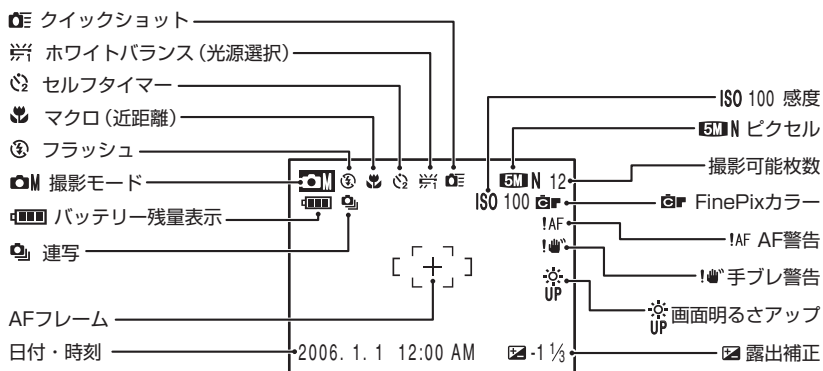 クイックショット
ホワイトバランス（光源選択）
セルフタイマー
マクロ（近距離）
フラッシュ
M 撮影モード
バッテリー残量表示
連写
AFフレーム
日付・時刻
M
5M N 12
ISO 100
!AF
!
UP
2006. 1. 1 12:00 AM
-1 ⅓
ISO 100 感度
5M N ピクセル
撮影可能枚数
FinePixカラー
!AF AF警告
!手ブレ警告
UP 画面明るさアップ
露出補正